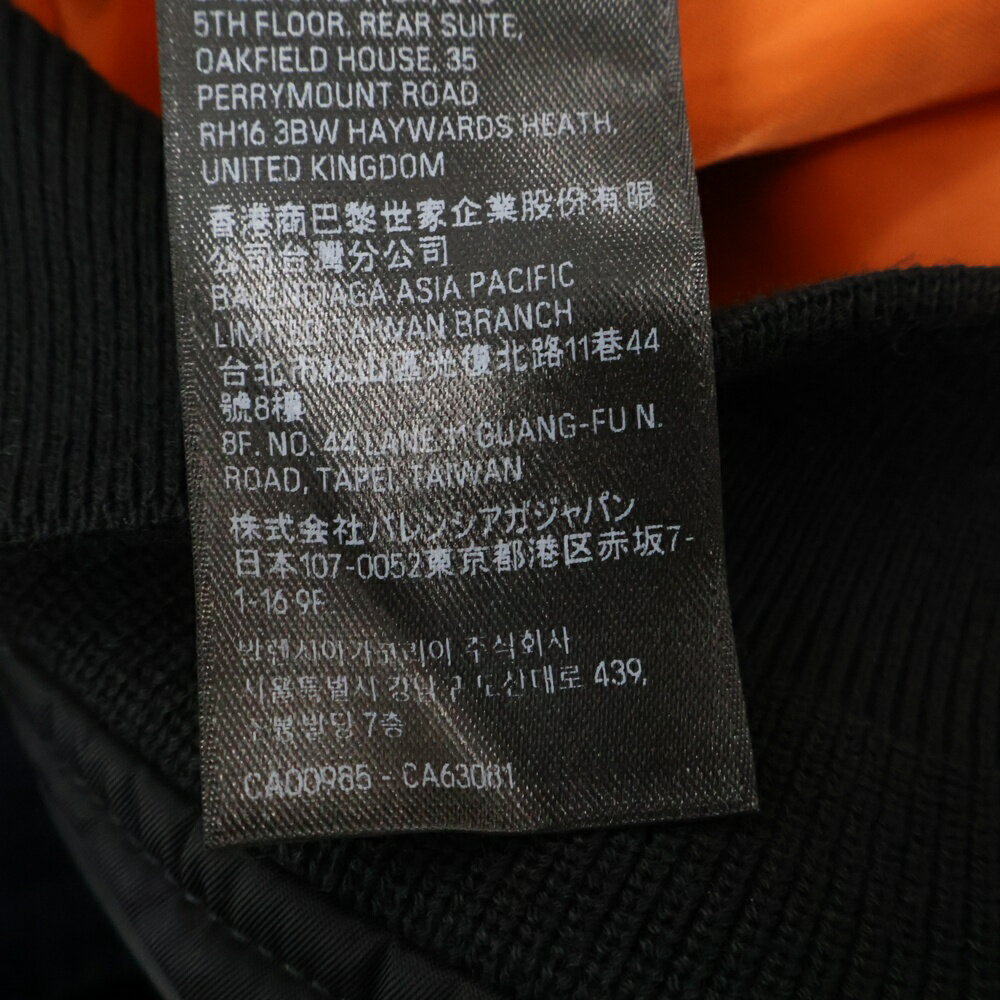 5TH FLOOR. REAR SUITE,
OAKFIELD HOUSE, 35
PERRYMOUNT ROAD
RH16 3BW HAYWARDS HEATH,
UNITED KINGDOM
香港商巴黎世家企業股份有限
公司台灣分公司
BALENCIAGA ASIA PACIFIC
LIMITED TAIWAN BRANCH
台北市松山區光復北路11巷44
號8樓
8F. NO. 44 LANE 11 GUANG-FU N.
ROAD, TAPEI, TAIWAN
株式会社バレンシアガジャパン
日本107-0052東京都港区赤坂7-
1-16 9F
발렌시아가코리아 주식회사
서울특별시 강남구 도산대로 439,
7층
CA00985 - CA63081